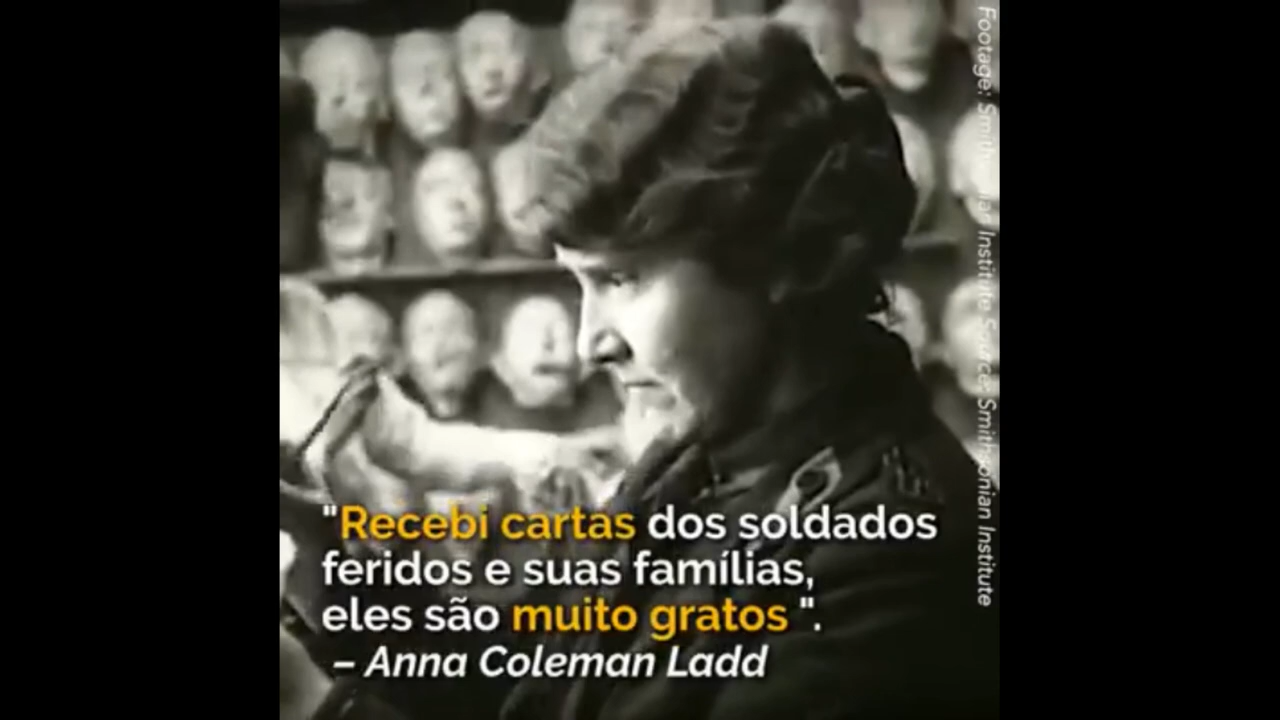 "Recebi cartas dos soldados
feridos e suas famílias,
eles são muito gratos ".
– Anna Coleman Ladd
Footage: Smithsonian Institute Source: Smithsonian Institute